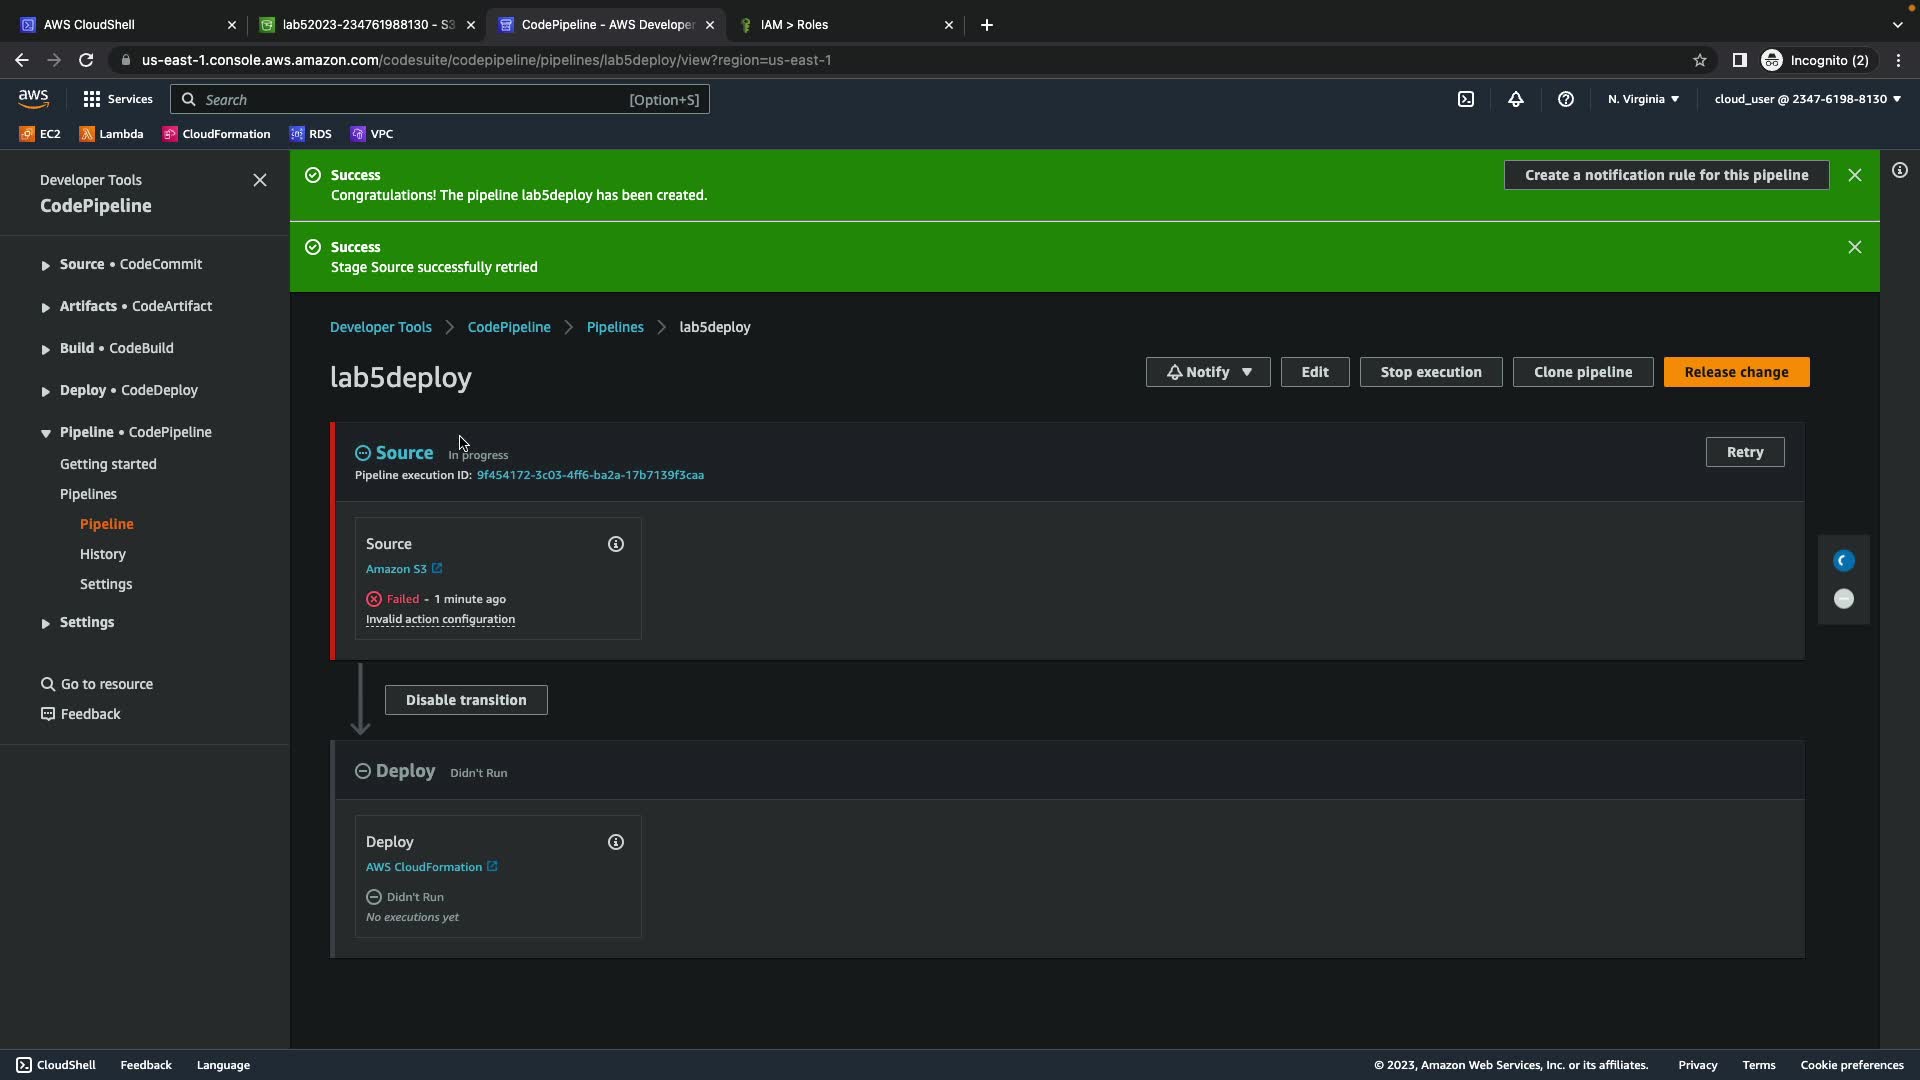 AWS CloudShell
lab52023-234761988130 - S3
CodePipeline - AWS Developer
IAM > Roles
us-east-1.console.aws.amazon.com/codesuite/codepipeline/pipelines/lab5deploy/view?region=us-east-1
Incognito (2)
aws
Services
Search
[Option+S]
N. Virginia
cloud_user @ 2347-6198-8130
EC2
Lambda
CloudFormation
RDS
VPC
Developer Tools
CodePipeline
Source • CodeCommit
Artifacts • CodeArtifact
Build • CodeBuild
Deploy • CodeDeploy
Pipeline • CodePipeline
Getting started
Pipelines
Pipeline
History
Settings
Settings
Go to resource
Feedback
Success
Congratulations! The pipeline lab5deploy has been created.
Create a notification rule for this pipeline
Success
Stage Source successfully retried
Developer Tools
CodePipeline
Pipelines
lab5deploy
lab5deploy
Notify
Edit
Stop execution
Clone pipeline
Release change
Source In progress
Pipeline execution ID: 9f454172-3c03-4ff6-ba2a-17b7139f3caa
Retry
Source
Amazon S3
Failed - 1 minute ago
Invalid action configuration
Disable transition
Deploy Didn't Run
Deploy
AWS CloudFormation
Didn't Run
No executions yet
CloudShell
Feedback
Language
© 2023, Amazon Web Services, Inc. or its affiliates.
Privacy
Terms
Cookie preferences